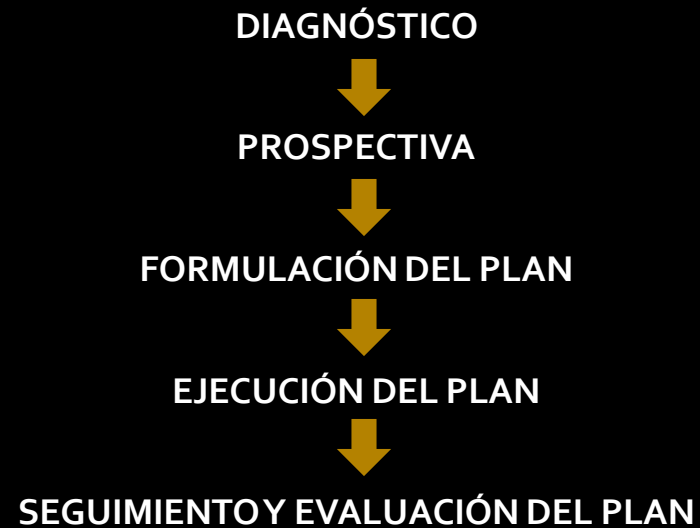 DIAGNÓSTICO
PROSPECTIVA
FORMULACIÓN DEL PLAN
EJECUCIÓN DEL PLAN
SEGUIMIENTO Y EVALUACIÓN DEL PLAN